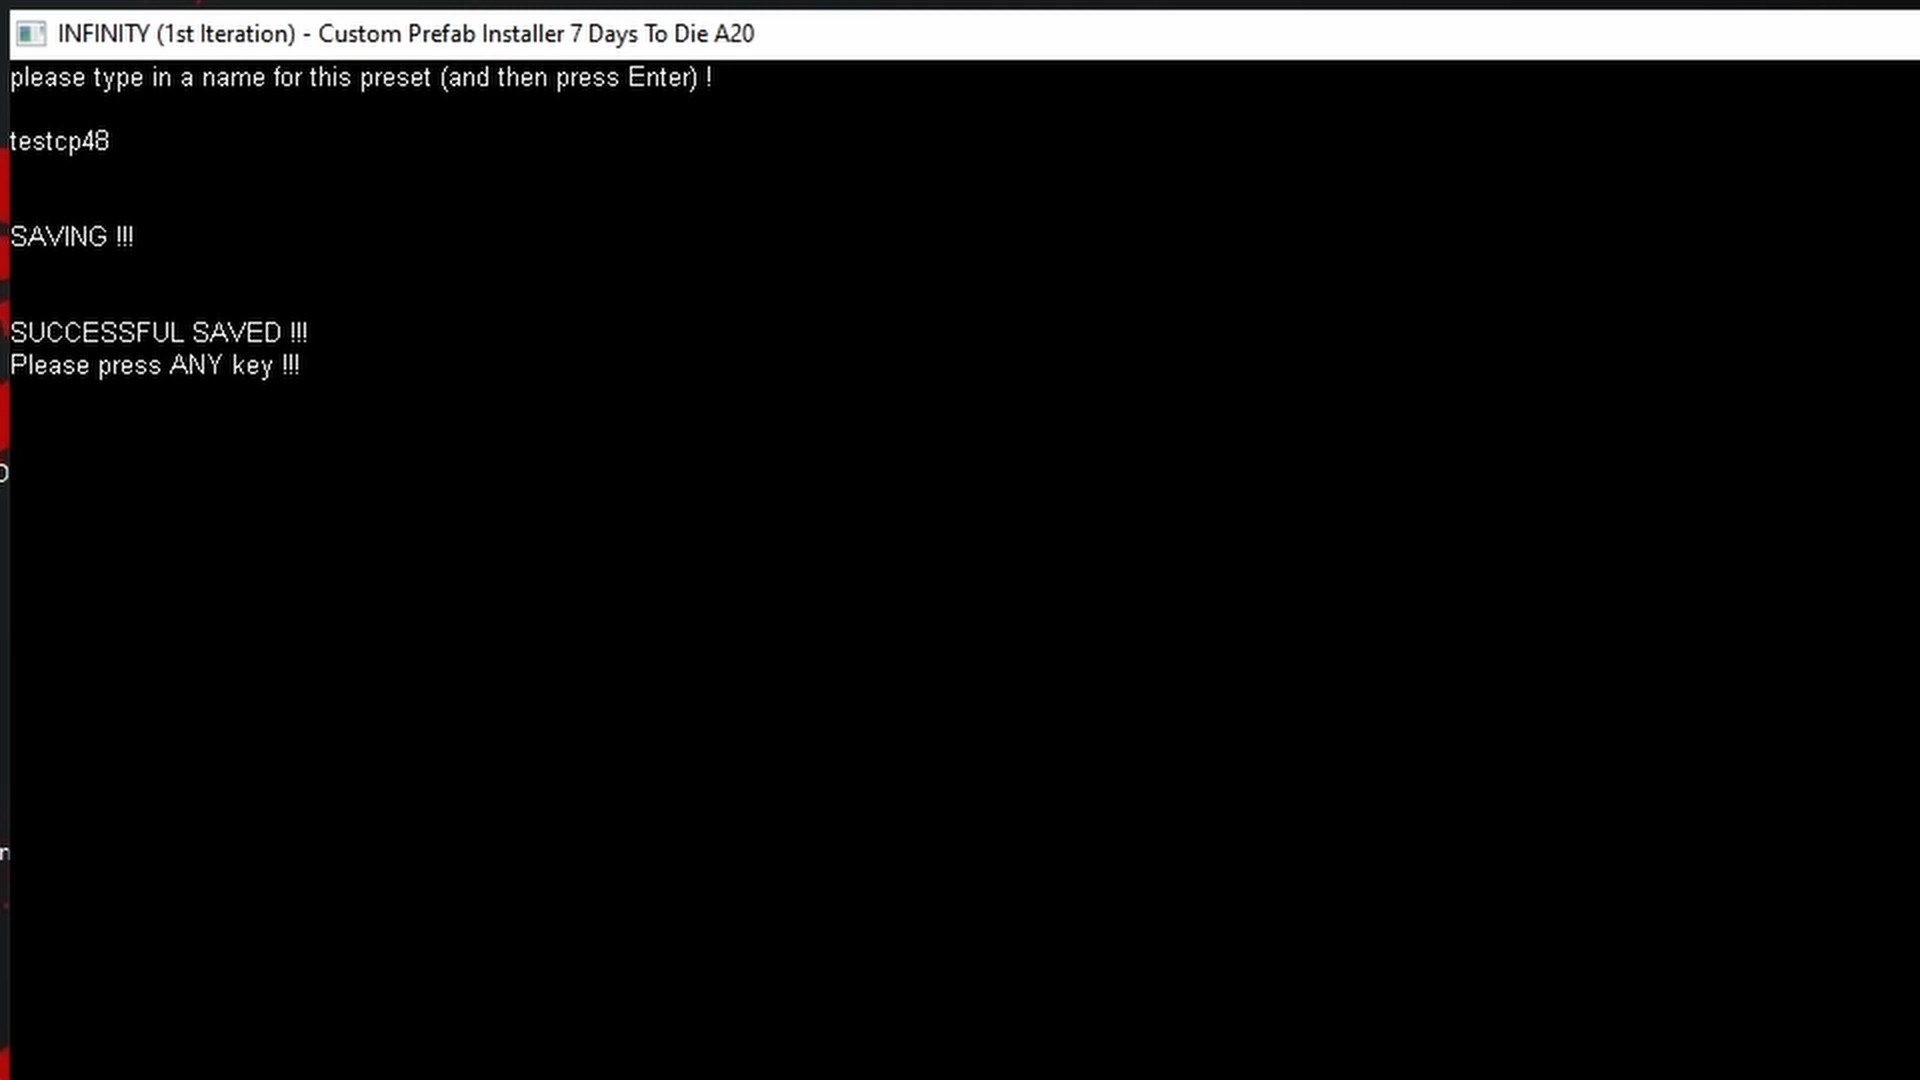 INFINITY (1st Iteration) - Custom Prefab Installer 7 Days To Die A20
please type in a name for this preset (and then press Enter) !
testcp48
SAVING !!!
SUCCESSFUL SAVED !!!
Please press ANY key !!!